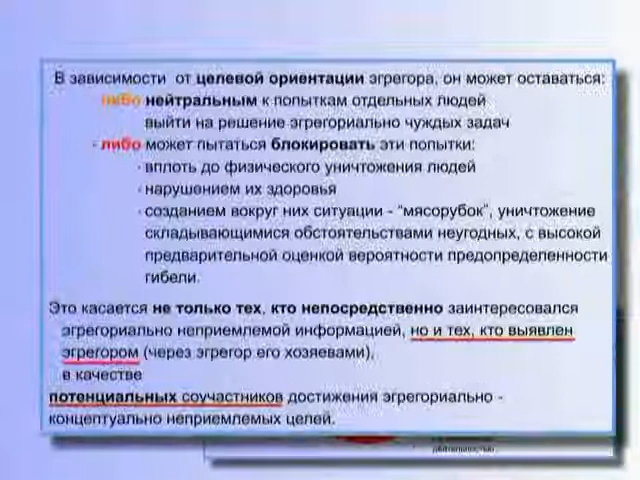 В зависимости от целевой ориентации эгрегора, он может оставаться:
либо нейтральным к попыткам отдельных людей
выйти на решение эгрегориально чуждых задач
- либо может пытаться блокировать эти попытки:
- вплоть до физического уничтожения людей
- нарушением их здоровья
- созданием вокруг них ситуации - "мясорубок", уничтожение
складывающимися обстоятельствами неугодных, с высокой
предварительной оценкой вероятности предопределенности
гибели.
Это касается не только тех, кто непосредственно заинтересовался
эгрегориально неприемлемой информацией, но и тех, кто выявлен
эгрегором (через эгрегор его хозяевами),
в качестве
потенциальных соучастников достижения эгрегориально -
концептуально неприемлемых целей.
деятельностью